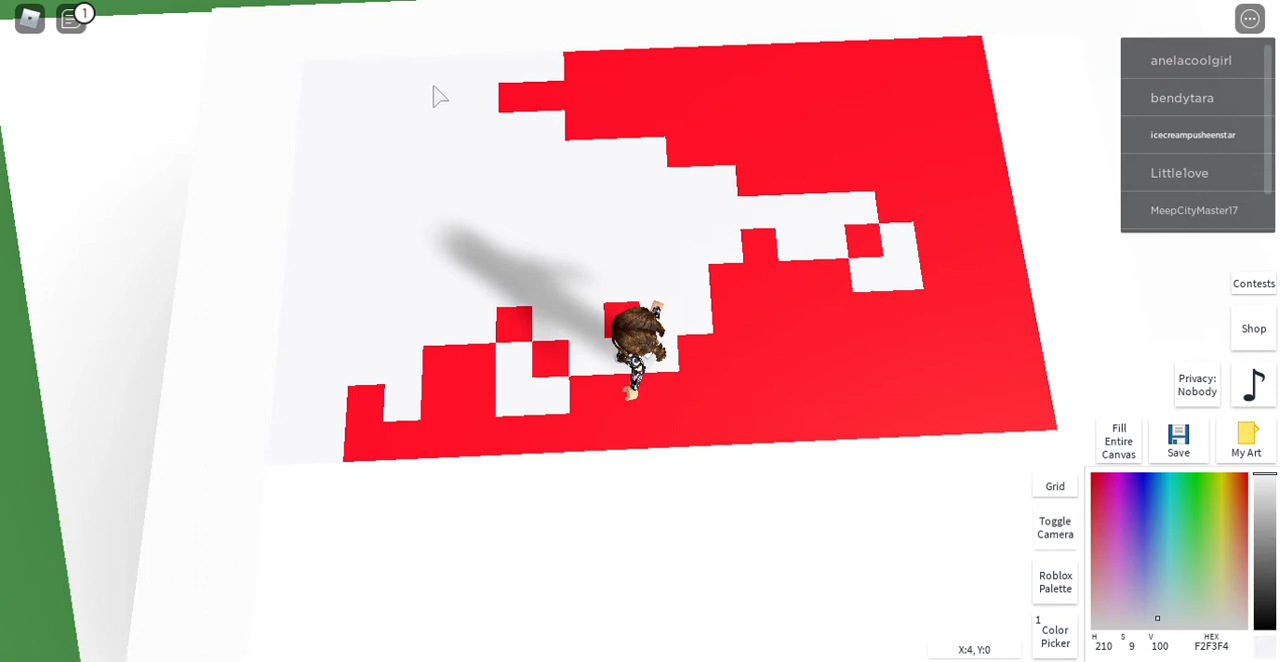 1
anelacoolgirl
bendytara
icecreampusheenstar
Littlelove
MeepCityMaster17
Contests
Shop
Privacy:
Nobody
Fill
Entire
Canvas
Save
My Art
Grid
Toggle
Camera
Roblox
Palette
1
Color
Picker
H S V HEX
210 9 100 F2F3F4
X:4, Y:0